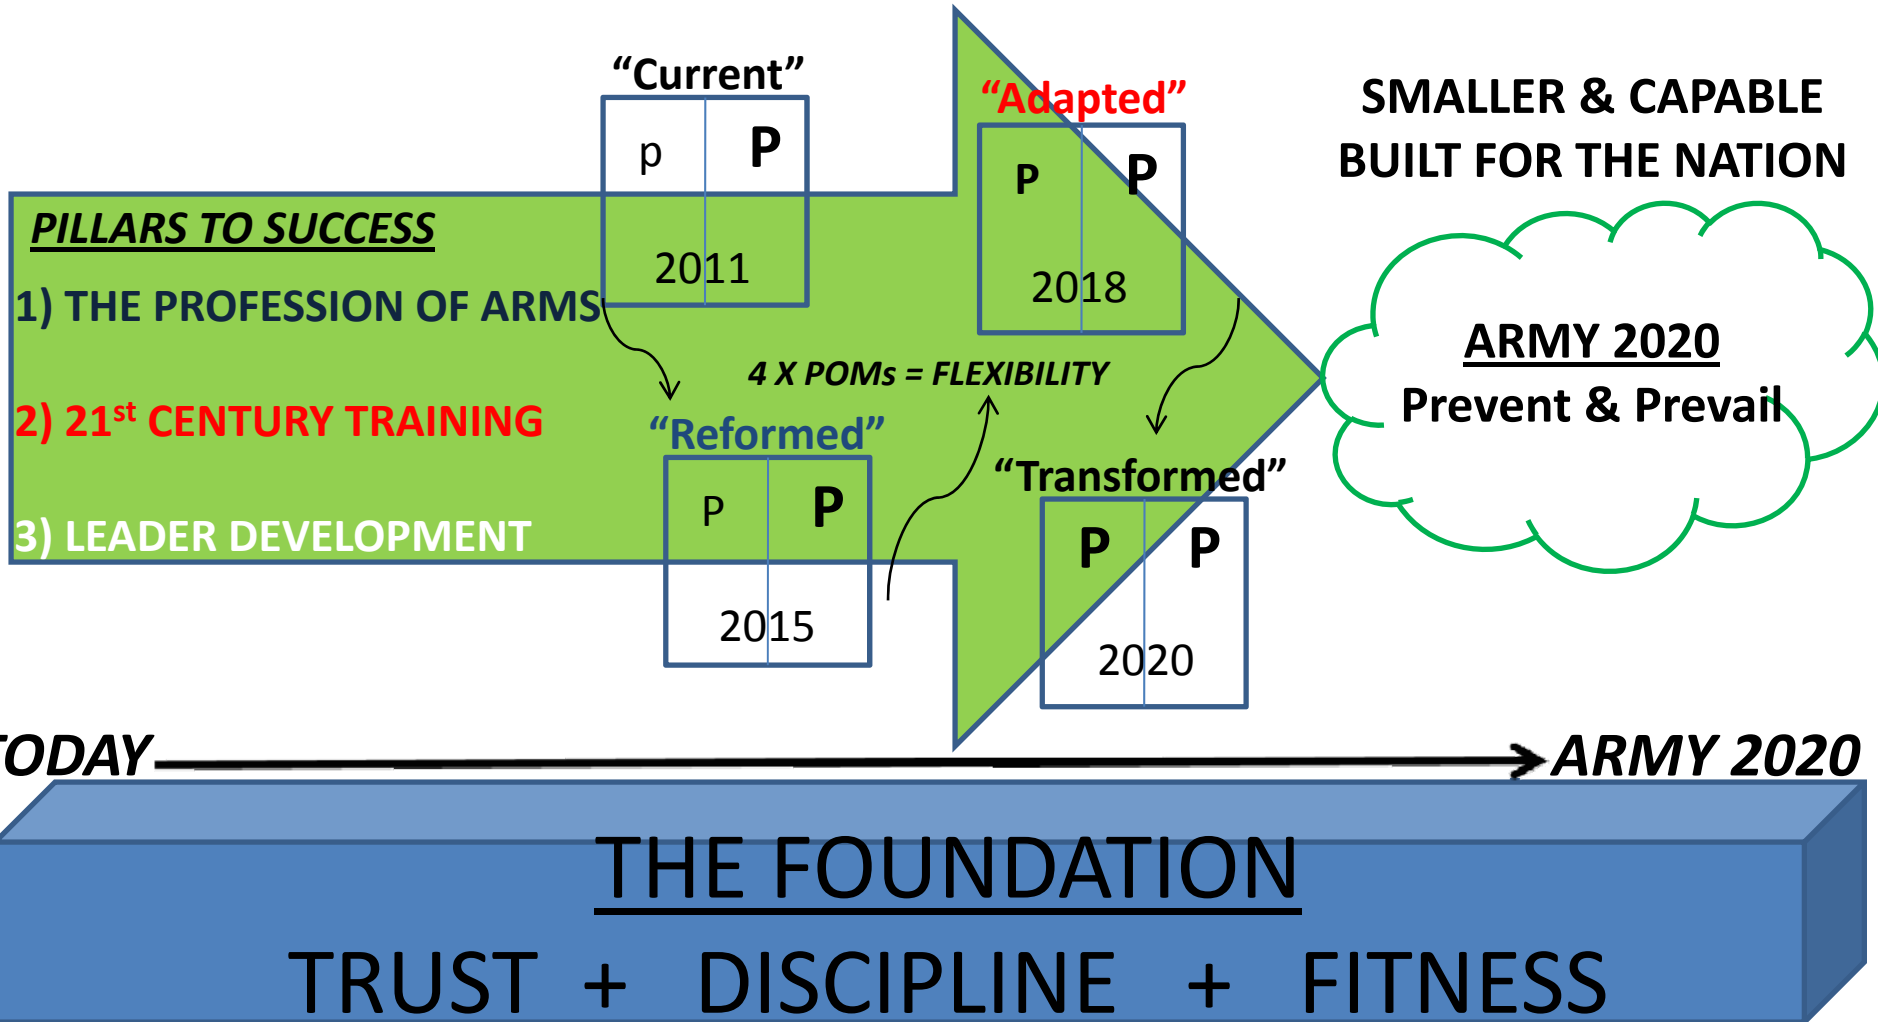 “Current”
p P
2011
“Adapted”
P P
2018
SMALLER & CAPABLE
BUILT FOR THE NATION
PILLARS TO SUCCESS
1) THE PROFESSION OF ARMS
2) 21st CENTURY TRAINING
3) LEADER DEVELOPMENT
4 X POMs = FLEXIBILITY
“Reformed”
P P
2015
“Transformed”
P P
2020
ARMY 2020
Prevent & Prevail
TODAY
ARMY 2020
THE FOUNDATION
TRUST + DISCIPLINE + FITNESS